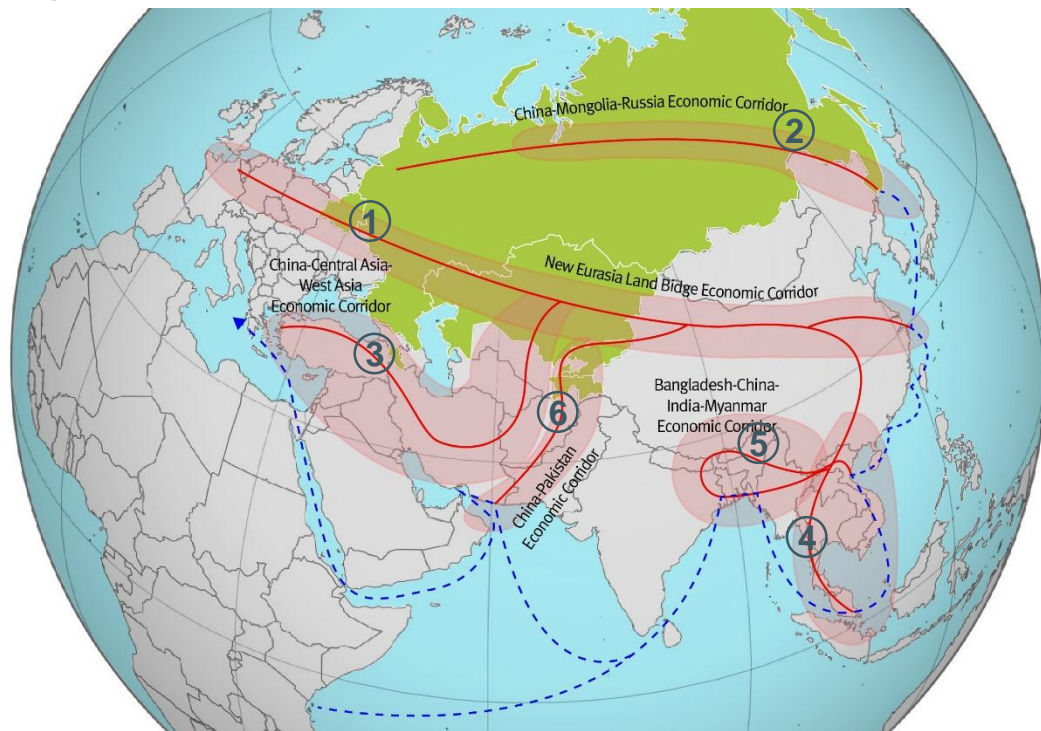 China-Mongolia-Russia Economic Corridor
2
1
China-Central Asia-
West Asia
Economic Corridor
New Eurasia Land Bidge Economic Corridor
3
Bangladesh-China-
India-Myanmar
Economic Corridor
6
5
China-Pakistan
Economic Corridor
4